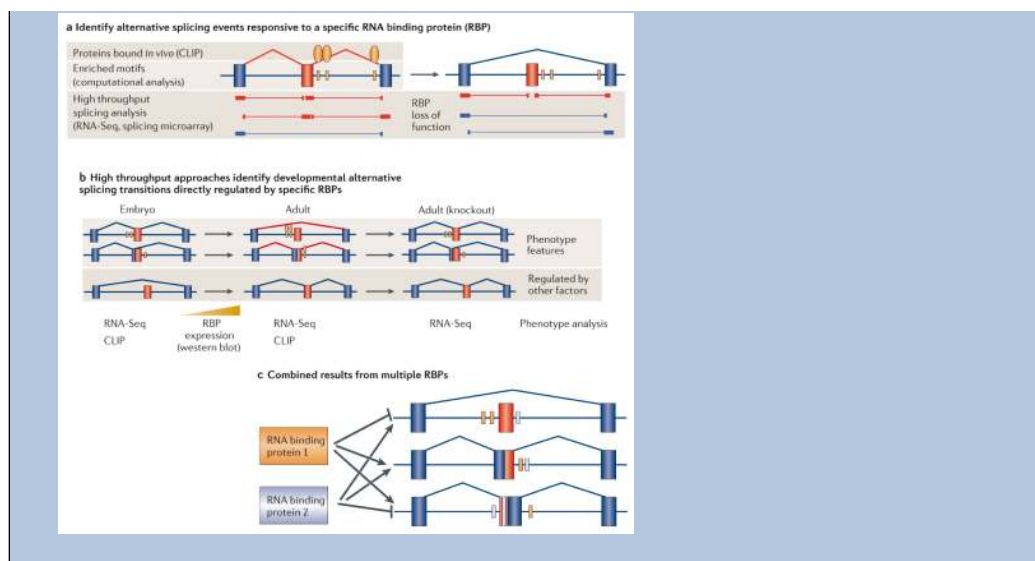 a Identify alternative splicing events responsive to a specific RNA binding protein (RBP)
Proteins bound in vivo (CLIP)
Enriched motifs
(computational analysis)
High throughput
splicing analysis
(RNA-Seq, splicing microarray)
RBP
loss of
function
b High throughput approaches identify developmental alternative
splicing transitions directly regulated by specific RBPs
Embryo
Adult
Adult (knockout)
Phenotype
features
Regulated by
other factors
RNA-Seq
CLIP
RBP
expression
(western blot)
RNA-Seq
CLIP
RNA-Seq
Phenotype analysis
c Combined results from multiple RBPs
RNA binding
protein 1
RNA binding
protein 2